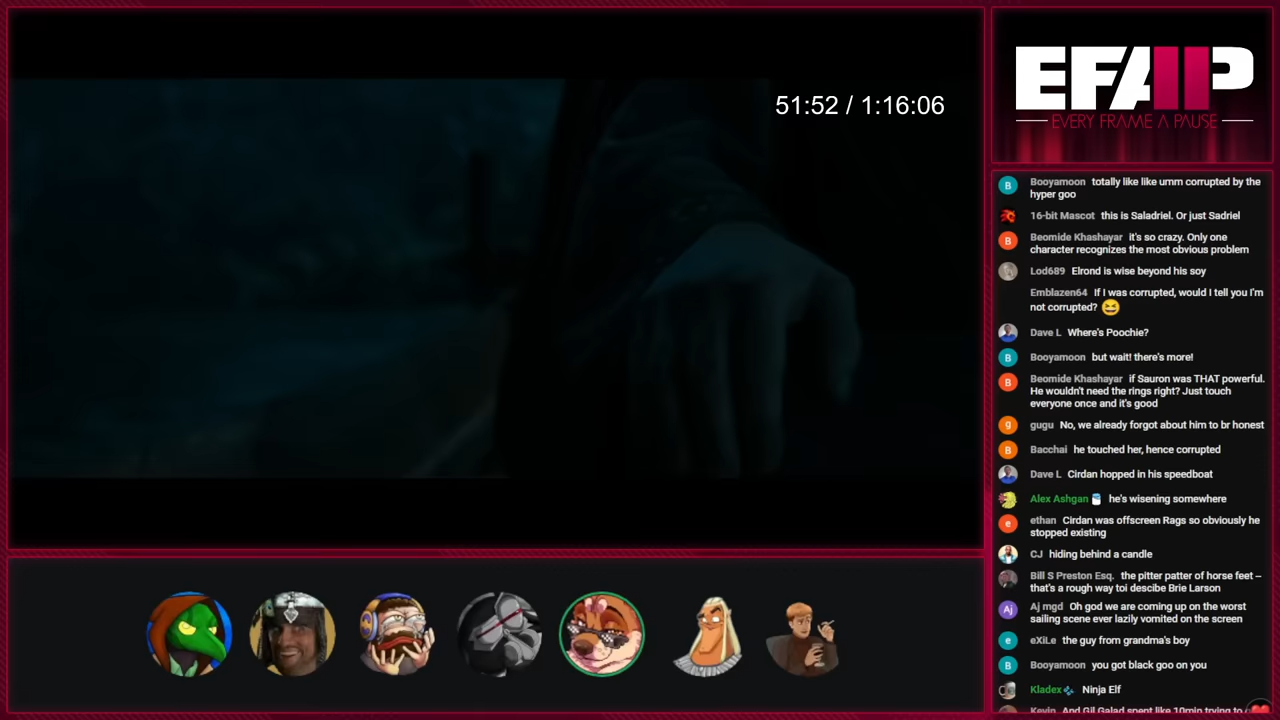 51:52 / 1:16:06
EFAP
EVERY FRAME A PAUSE
B Booyamoon totally like like umm corrupted by the
hyper goo
16-bit Mascot this is Saladriel. Or just Sadriel
B Beomide Khashayar it's so crazy. Only one
character recognizes the most obvious problem
Lod689 Elrond is wise beyond his soy
Emblazen64 If I was corrupted, would I tell you I'm
not corrupted? 😆
Dave L Where's Poochie?
B Booyamoon but wait! there's more!
B Beomide Khashayar if Sauron was THAT powerful.
He wouldn't need the rings right? Just touch
everyone once and it's good
g gugu No, we already forgot about him to br honest
B Bacchai he touched her, hence corrupted
Dave L Cirdan hopped in his speedboat
Alex Ashgan he's wisening somewhere
e ethan Cirdan was offscreen Rags so obviously he
stopped existing
CJ hiding behind a candle
Bill S Preston Esq. the pitter patter of horse feet –
that's a rough way toi descibe Brie Larson
Aj Aj mgd Oh god we are coming up on the worst
sailing scene ever lazily vomited on the screen
e eXiLe the guy from grandma's boy
B Booyamoon you got black goo on you
Kladex Ninja Elf
Kevin And Gil Galad spent like 10min trying to